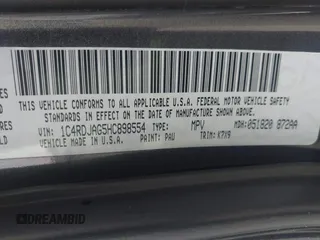 THIS VEHICLE CONFORMS TO ALL APPLICABLE U.S.A. FEDERAL MOTOR VEHICLE SAFETY
STANDARDS IN EFFECT ON THE DATE OF MANUFACTURE SHOWN ABOVE.
VIN: 1C4RDJAG5HC898554 TYPE: MPV MDH: 051820 872AA
VEHICLE MADE IN U.S.A. PAINT: PAU TRIM: K7X9
©DREAMBID